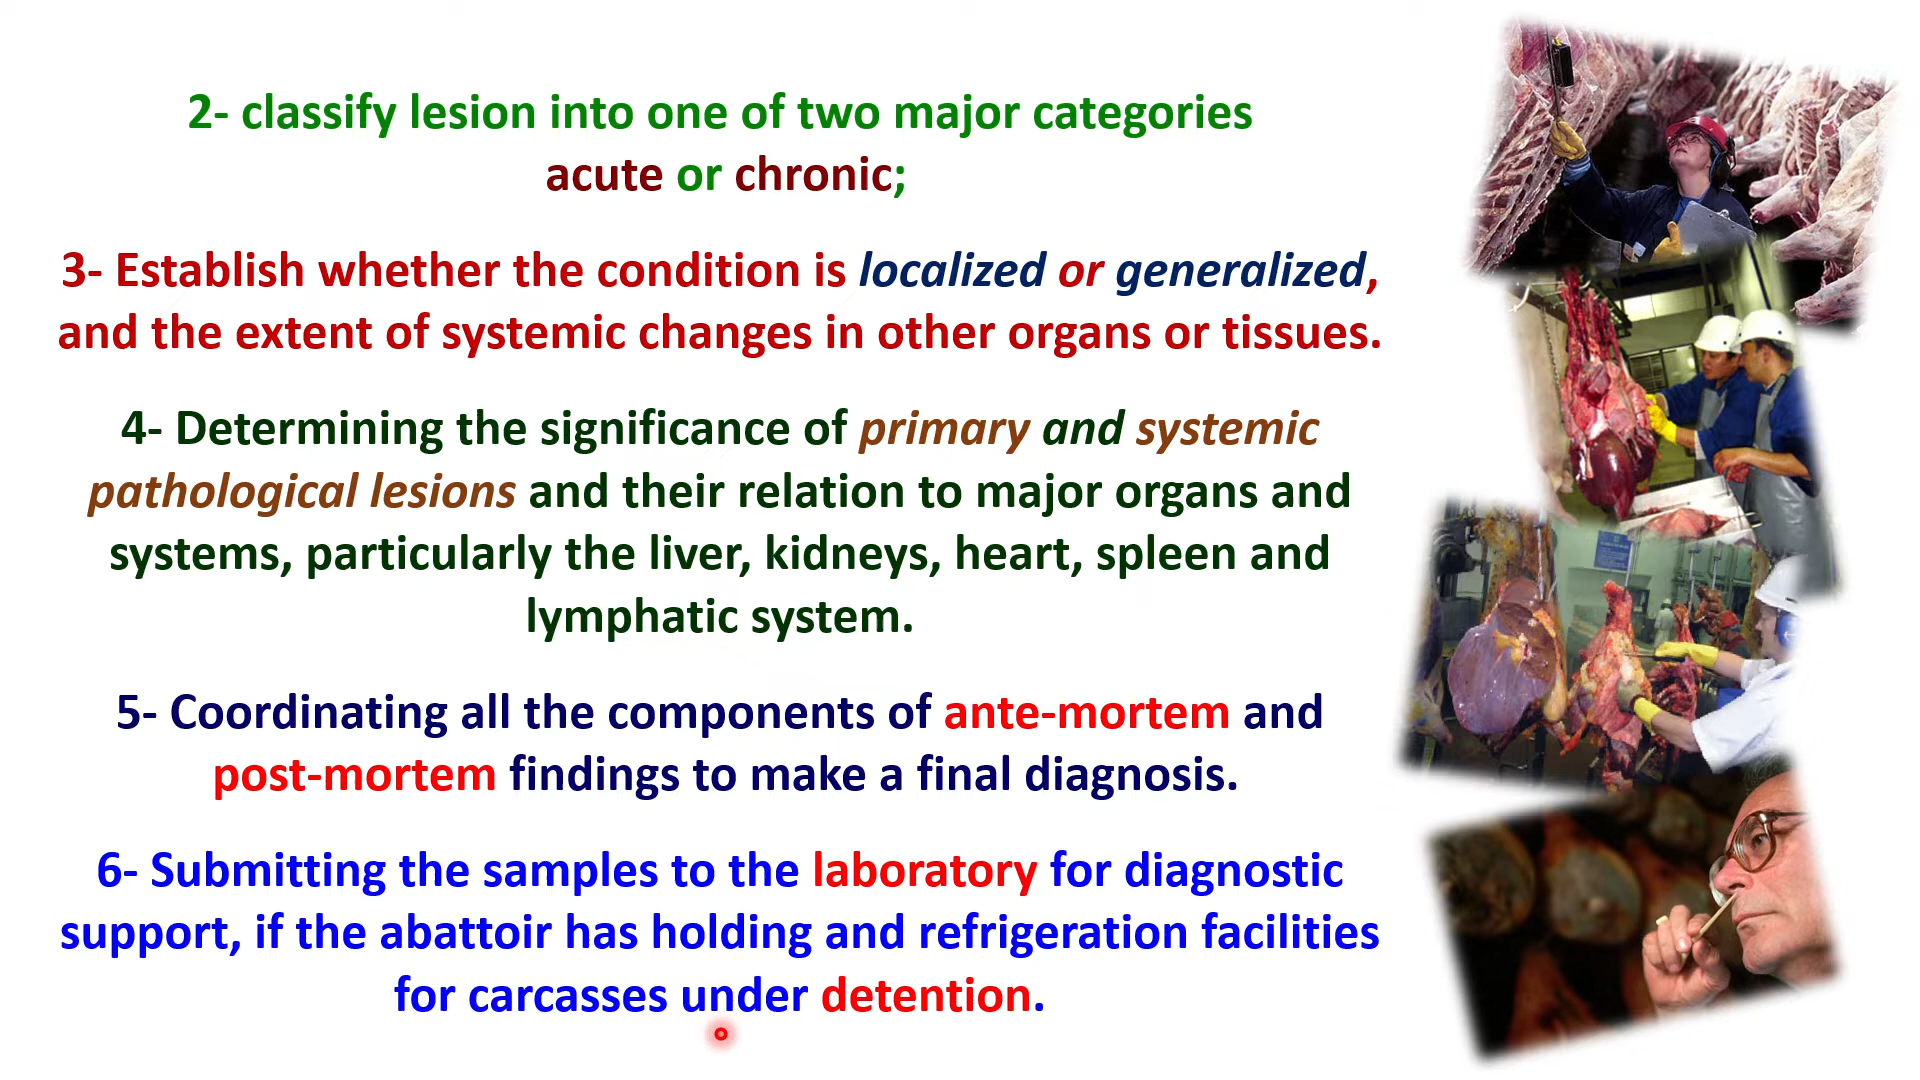 2- classify lesion into one of two major categories
acute or chronic;
3- Establish whether the condition is localized or generalized,
and the extent of systemic changes in other organs or tissues.
4- Determining the significance of primary and systemic
pathological lesions and their relation to major organs and
systems, particularly the liver, kidneys, heart, spleen and
lymphatic system.
5- Coordinating all the components of ante-mortem and
post-mortem findings to make a final diagnosis.
6- Submitting the samples to the laboratory for diagnostic
support, if the abattoir has holding and refrigeration facilities
for carcasses under detention.